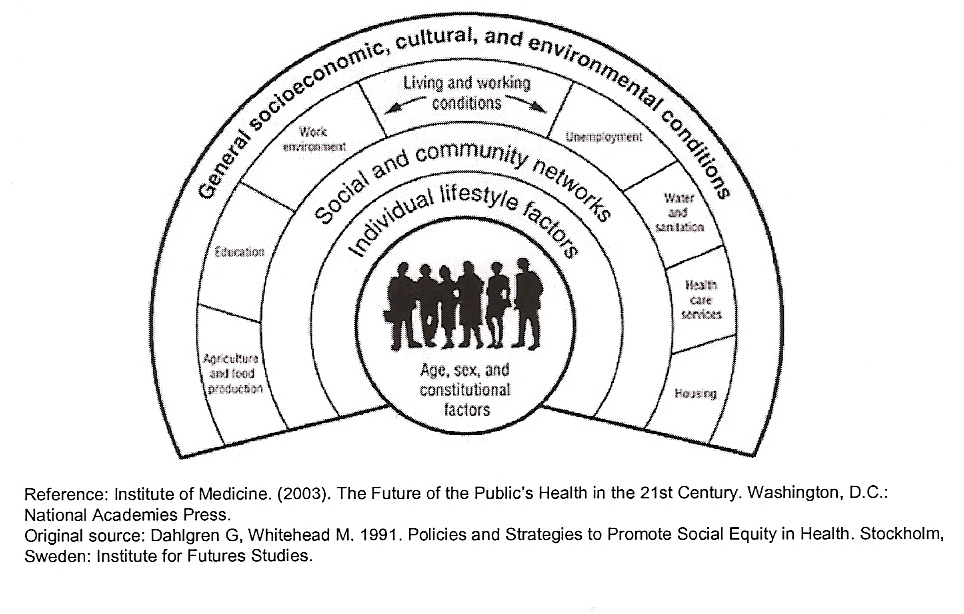 General socioeconomic, cultural, and environmental conditions
Living and working
conditions
Work
environment
Unemployment
Social and community networks
Water
and
sanitation
Individual lifestyle factors
Education
Health
care
services
Agriculture
and food
production
Age, sex, and
constitutional
factors
Housing
Reference: Institute of Medicine. (2003). The Future of the Public's Health in the 21st Century. Washington, D.C.:
National Academies Press.
Original source: Dahlgren G, Whitehead M. 1991. Policies and Strategies to Promote Social Equity in Health. Stockholm,
Sweden: Institute for Futures Studies.